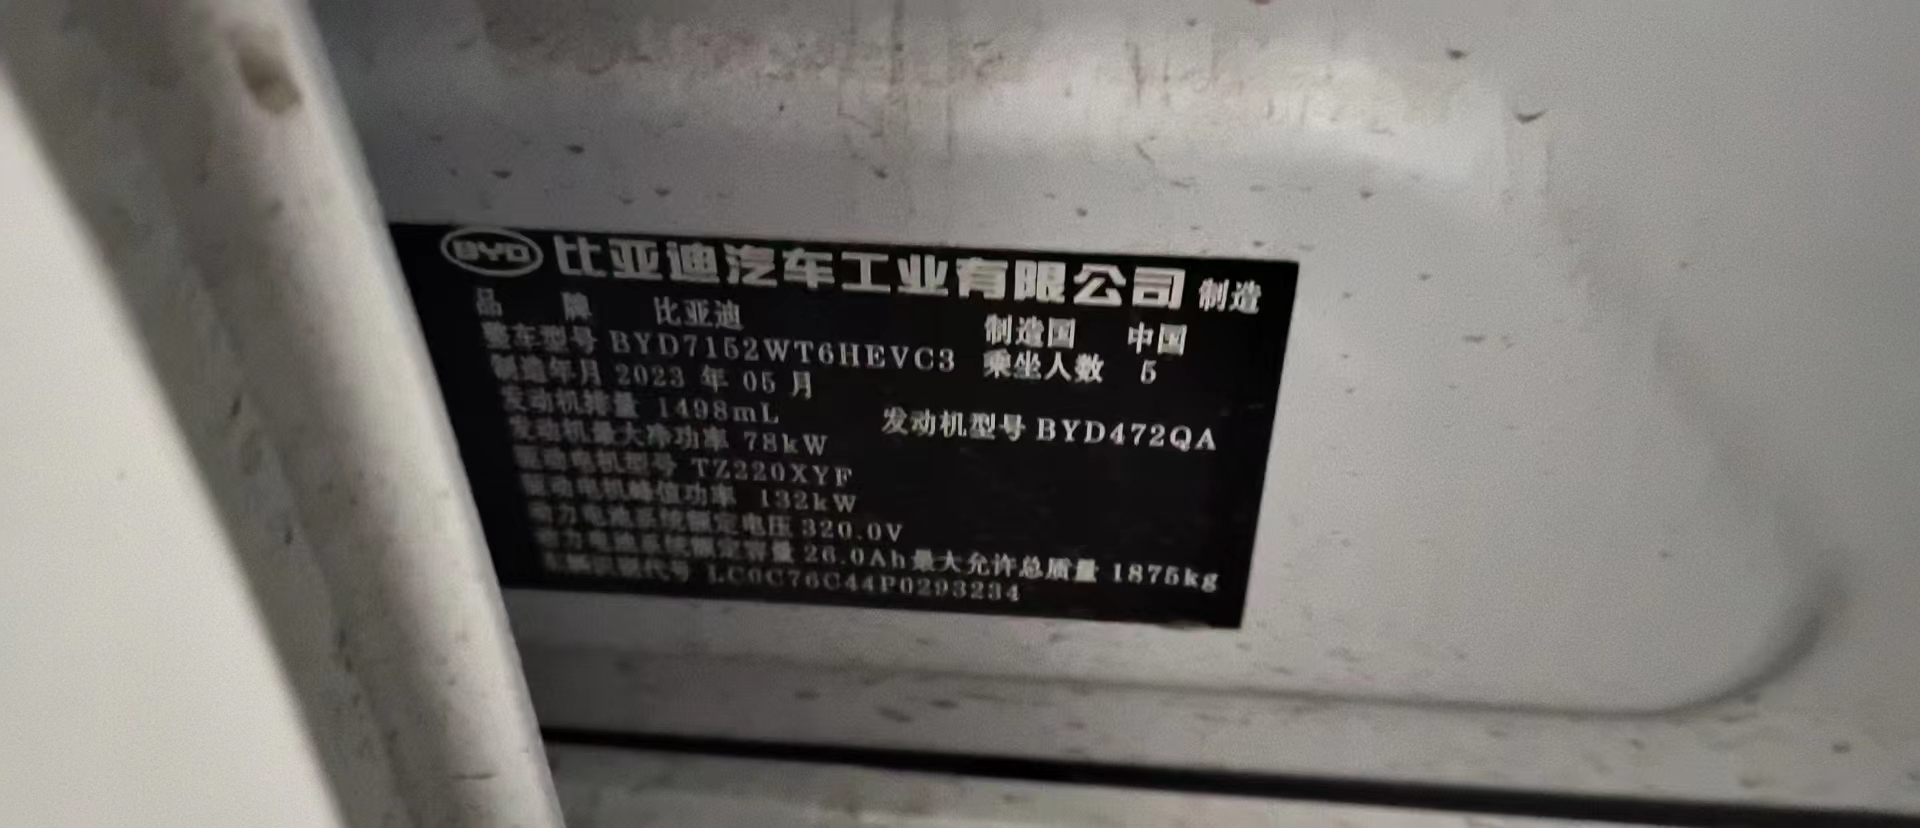 BYD 比亚迪汽车工业有限公司 制造
品牌 比亚迪 制造国 中国
整车型号 BYD7152WT6HEVC3 乘坐人数 5
制造年月 2023 年 05 月
发动机排量 1498mL 发动机型号 BYD472QA
发动机最大净功率 78kW
驱动电机型号 TZ220XYF
驱动电机峰值功率 132kW
动力电池系统额定电压 320.0V
动力电池系统额定容量 26.0Ah 最大允许总质量 1875kg
车辆识别代号 LC0C76C44P0293234